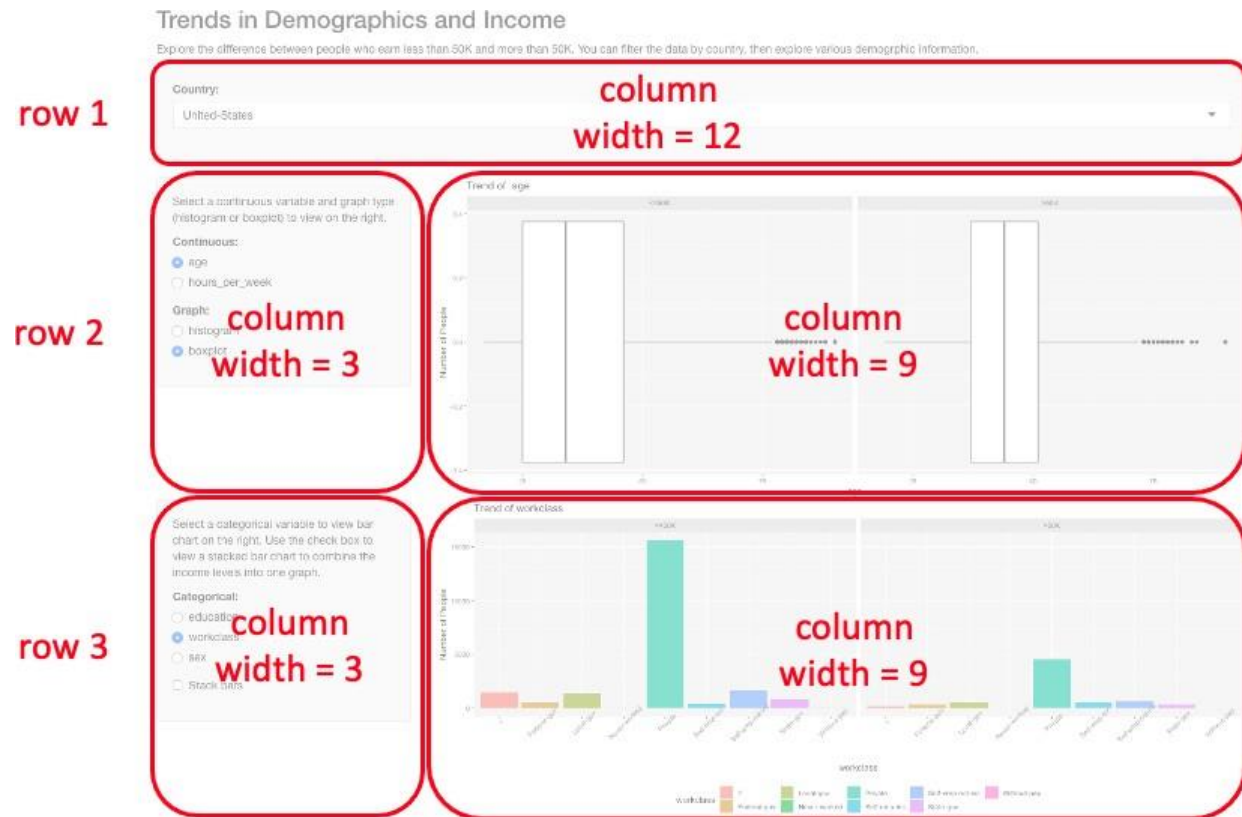 Trends in Demographics and Income
Explore the difference between people who earn less than 50K and more than 50K. You can filter the data by country, then explore various demogrphic information.
row 1
Country:
United-States
column
width = 12
row 2
Select a continuous variable and graph type
(histogram or boxplot) to view on the right.
Continuous:
age
hours_per_week
Graph:
histogram
boxplot
column
width = 3
Trend of age
Number of People
column
width = 9
row 3
Select a categorical variable to view bar
chart on the right. Use the check box to
view a stacked bar chart to combine the
income levels into one graph.
Categorical:
education
workclass
sex
Stack bars
column
width = 3
Trend of workclass
Number of People
column
width = 9
workclass
workclass